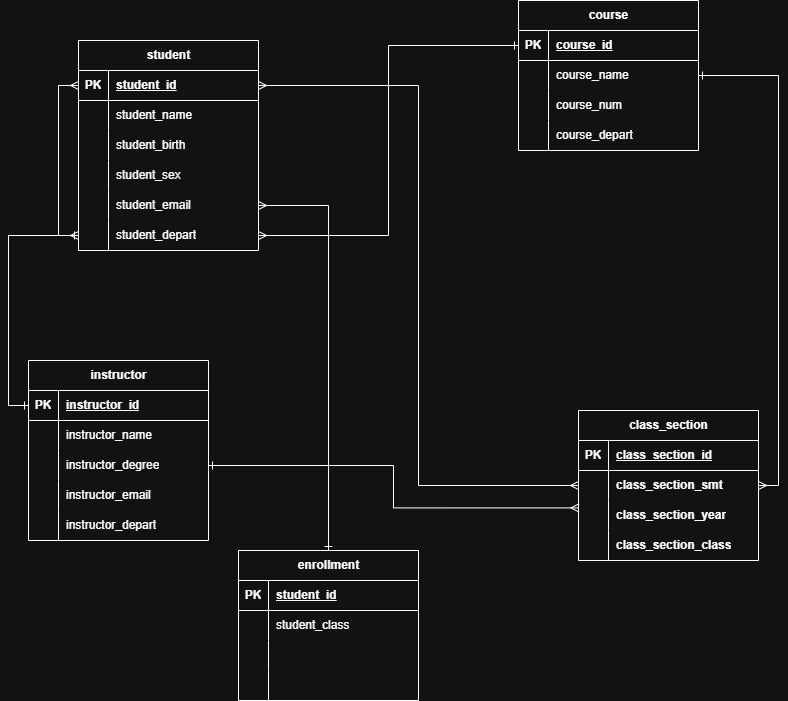 course
PK course_id
course_name
course_num
course_depart
student
PK student_id
student_name
student_birth
student_sex
student_email
student_depart
instructor
PK instructor_id
instructor_name
instructor_degree
instructor_email
instructor_depart
class_section
PK class_section_id
class_section_smt
class_section_year
class_section_class
enrollment
PK student_id
student_class